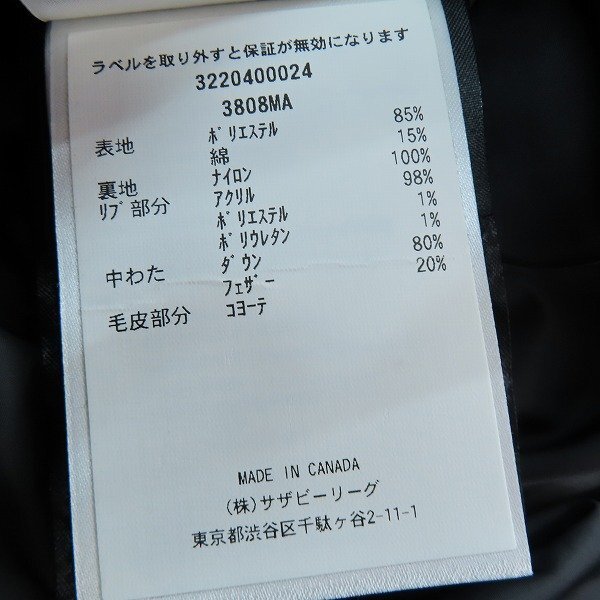 ラベルを取り外すと保証が無効になります
3220400024
3808MA
表地 ﾎﾟﾘｴｽﾃﾙ 85%
綿 15%
裏地 ﾅｲﾛﾝ 100%
ﾘﾌﾞ部分 ｱｸﾘﾙ 98%
ﾎﾟﾘｴｽﾃﾙ 1%
ﾎﾟﾘｳﾚﾀﾝ 1%
中わた ﾀﾞｳﾝ 80%
ﾌｪｻﾞｰ 20%
毛皮部分 ｺﾖｰﾃ
MADE IN CANADA
(株)サザビーリーグ
東京都渋谷区千駄ヶ谷2-11-1